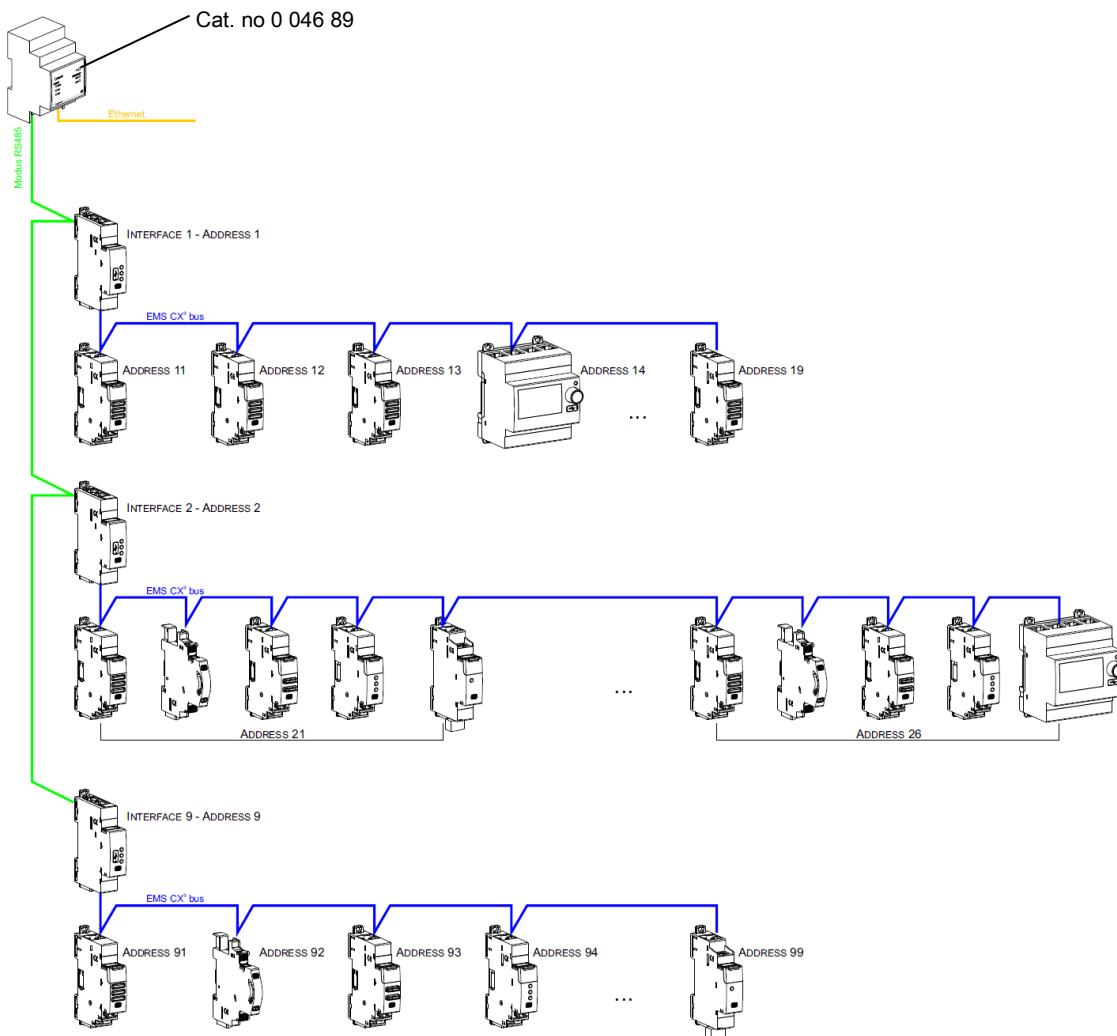 Cat. no 0 046 89
Ethernet
Modus RS485
INTERFACE 1 - ADDRESS 1
EMS CX³ bus
ADDRESS 11
ADDRESS 12
ADDRESS 13
ADDRESS 14
ADDRESS 19
...
INTERFACE 2 - ADDRESS 2
EMS CX³ bus
...
ADDRESS 21
ADDRESS 26
INTERFACE 9 - ADDRESS 9
EMS CX³ bus
ADDRESS 91
ADDRESS 92
ADDRESS 93
ADDRESS 94
ADDRESS 99
...